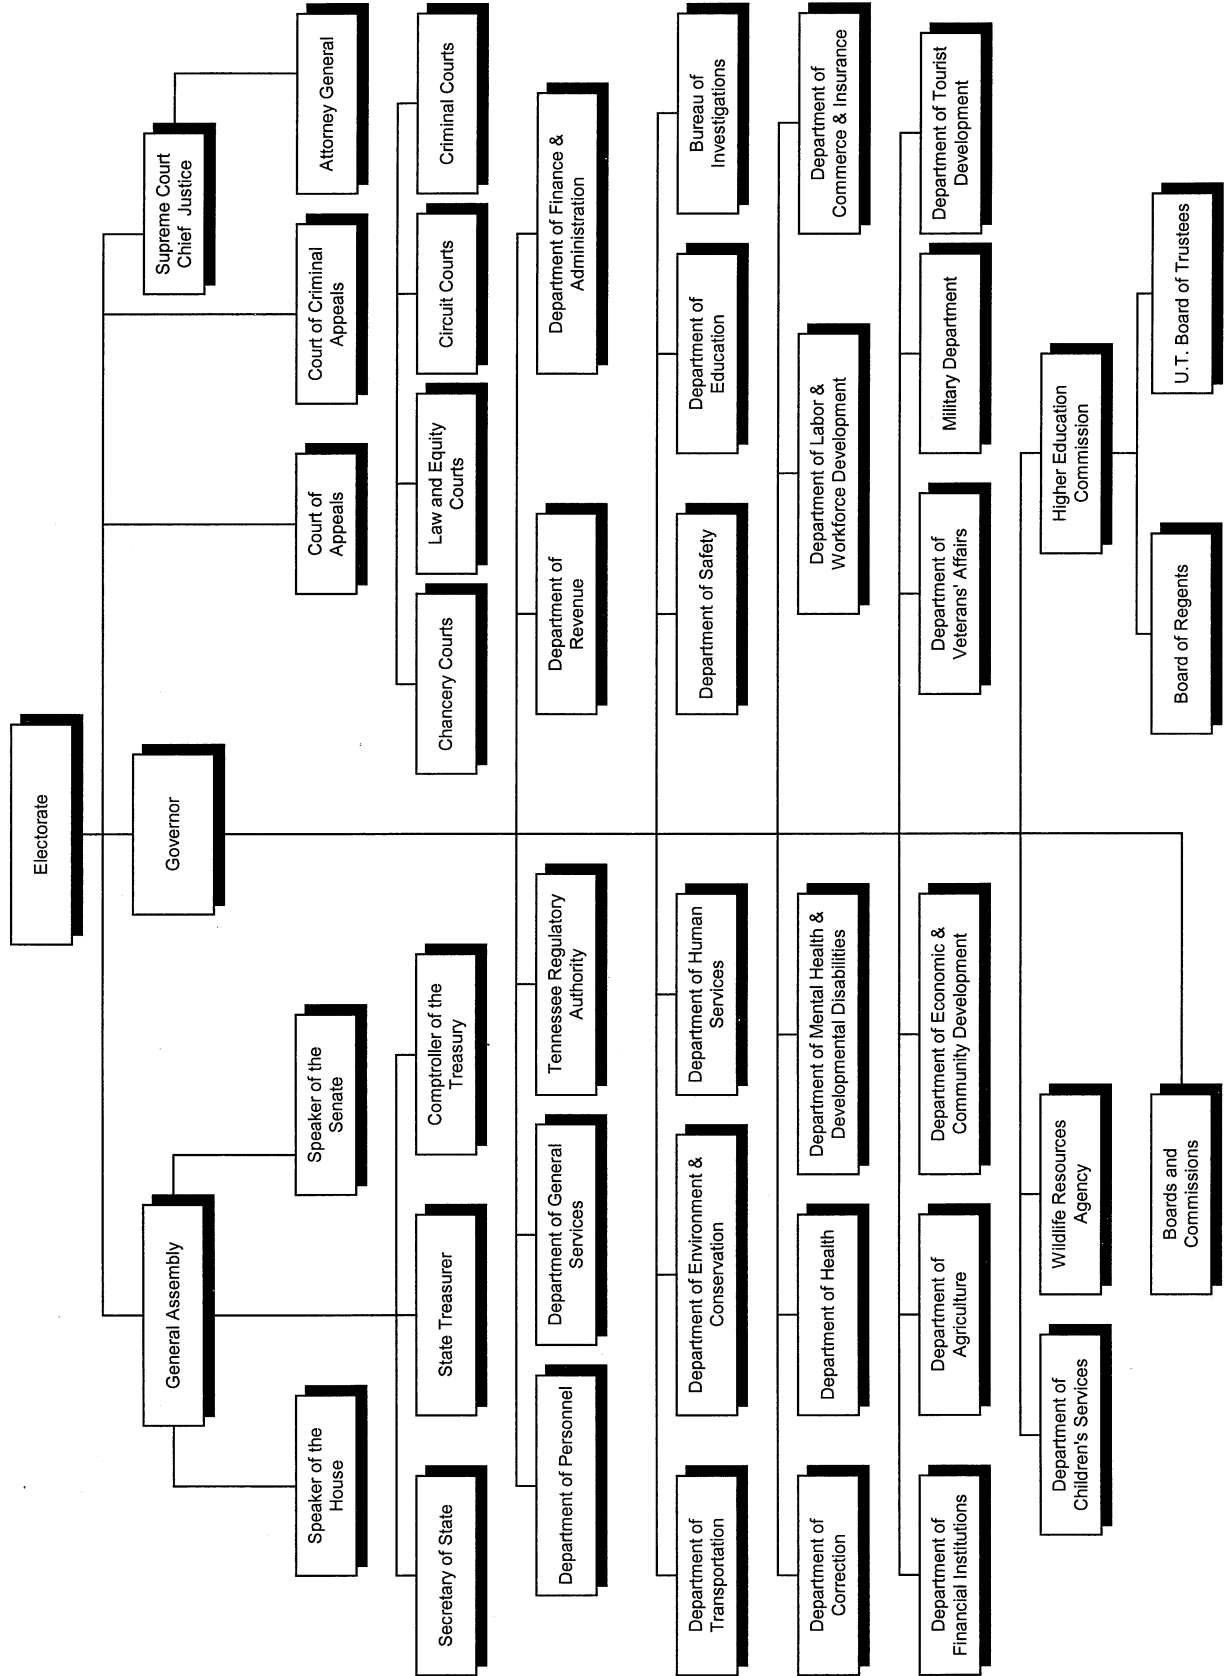 Electorate
General Assembly
Governor
Supreme Court
Chief Justice
Speaker of the
House
Speaker of the
Senate
Court of
Appeals
Court of Criminal
Appeals
Attorney General
Secretary of State
State Treasurer
Comptroller of the
Treasury
Chancery Courts
Law and Equity
Courts
Circuit Courts
Criminal Courts
Department of Personnel
Department of General
Services
Tennessee Regulatory
Authority
Department of
Revenue
Department of Finance &
Administration
Department of
Transportation
Department of Environment &
Conservation
Department of Human
Services
Department of Safety
Department of
Education
Bureau of
Investigations
Department of
Correction
Department of Health
Department of Mental Health &
Developmental Disabilities
Department of Labor &
Workforce Development
Department of
Commerce & Insurance
Department of
Financial Institutions
Department of
Agriculture
Department of Economic &
Community Development
Department of
Veterans' Affairs
Military Department
Department of Tourist
Development
Department of
Children's Services
Wildlife Resources
Agency
Higher Education
Commission
Boards and
Commissions
Board of Regents
U.T. Board of Trustees